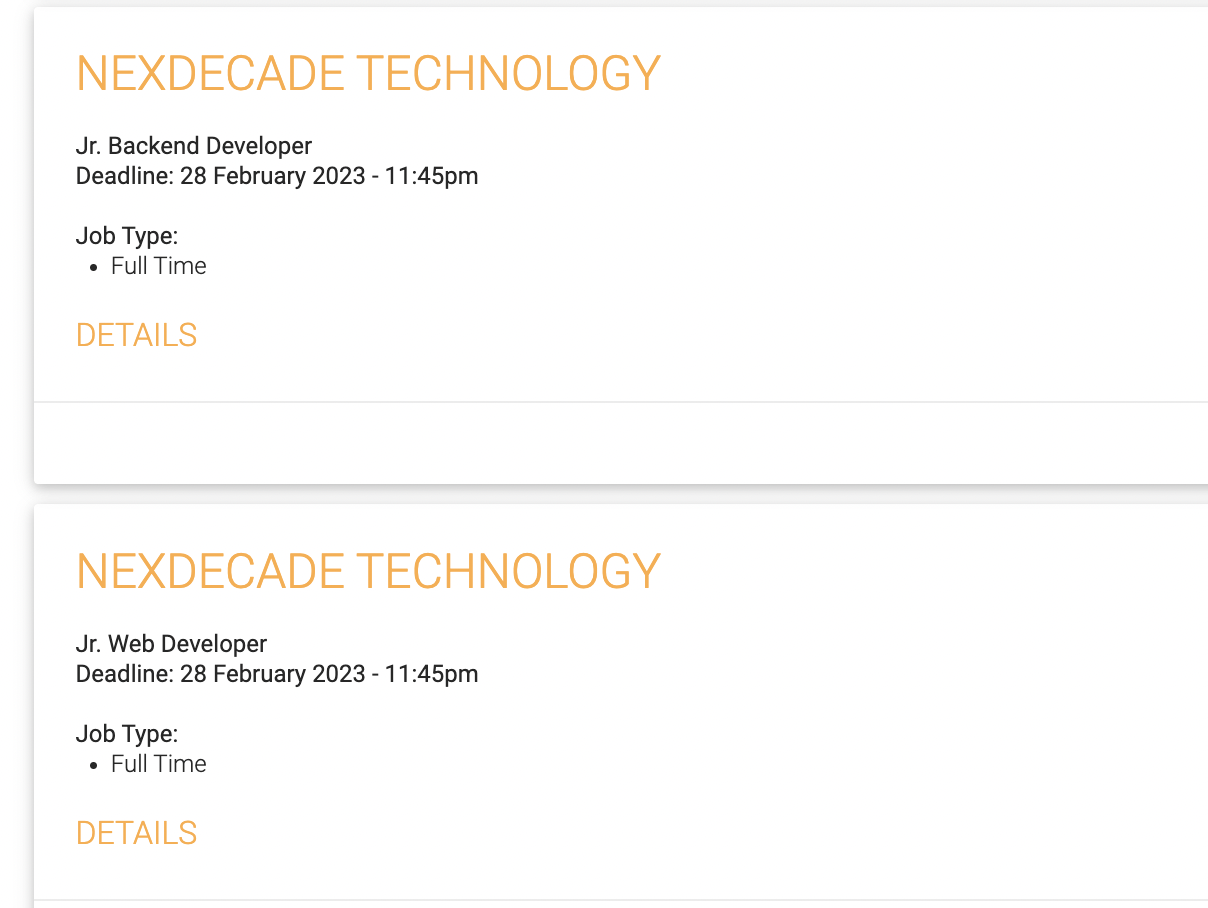 NEXDECADE TECHNOLOGY
Jr. Backend Developer
Deadline: 28 February 2023 - 11:45pm
Job Type:
• Full Time
DETAILS
NEXDECADE TECHNOLOGY
Jr. Web Developer
Deadline: 28 February 2023 - 11:45pm
Job Type:
• Full Time
DETAILS